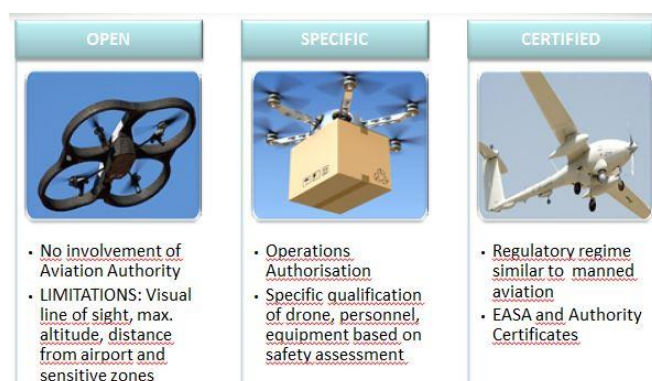 OPEN
No involvement of
Aviation Authority
LIMITATIONS: Visual
line of sight, max.
altitude, distance
from airport and
sensitive zones
SPECIFIC
Operations
Authorisation
Specific qualification
of drone, personnel,
equipment based on
safety assessment
CERTIFIED
Regulatory regime
similar to manned
aviation
EASA and Authority
Certificates